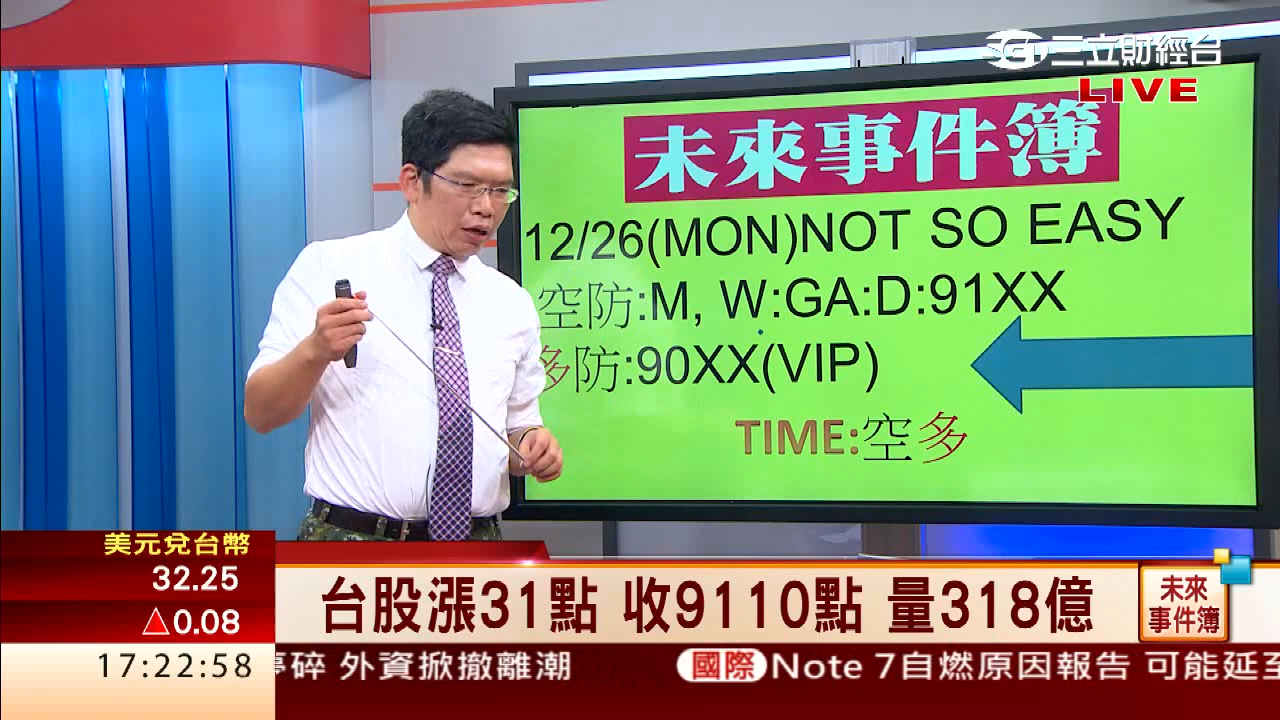 三立財經台
LIVE
未來事件簿
12/26(MON)NOT SO EASY
空防:M, W:GA:D:91XX
多防:90XX(VIP)
TIME:空多
美元兌台幣
32.25
△0.08
台股漲31點 收9110點 量318億
未來
事件簿
17:22:58
碎 外資掀撤離潮 國際 Note 7自燃原因報告 可能延至